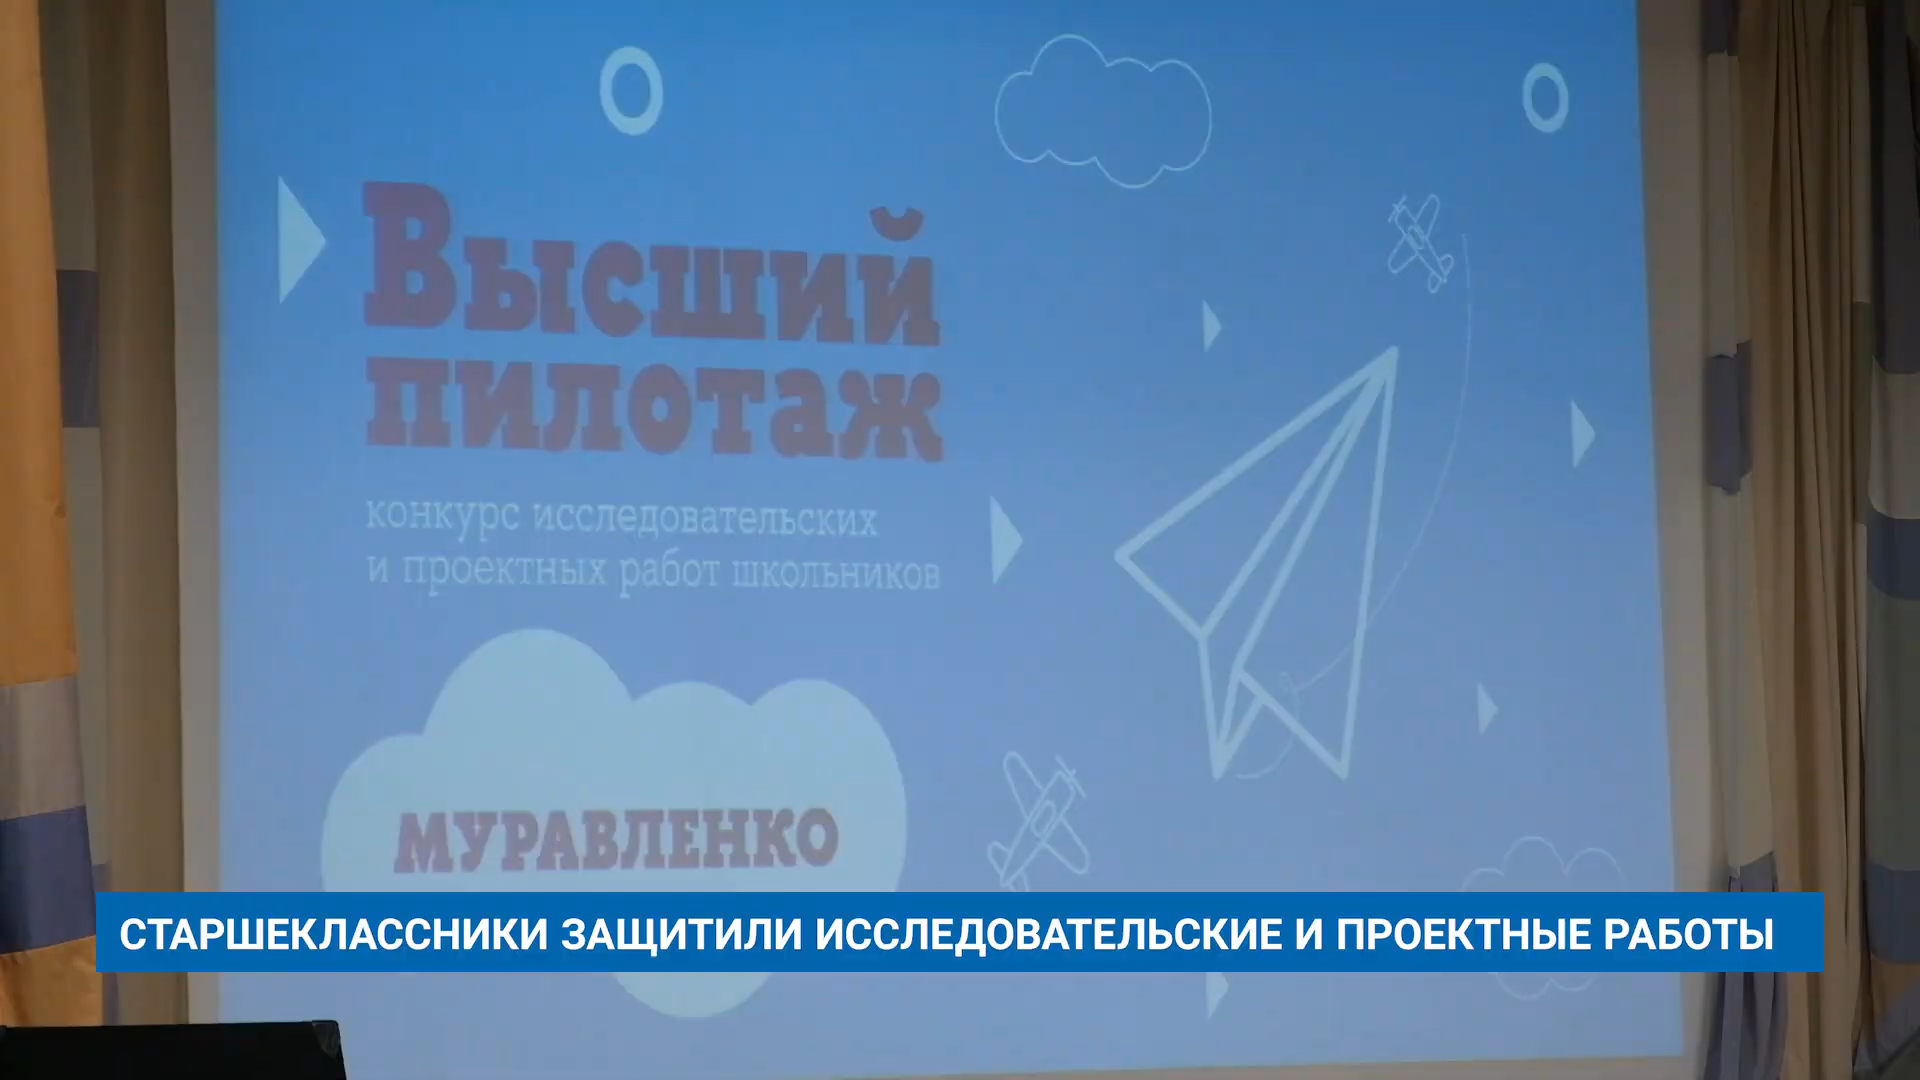 Высший
пилотаж
конкурс исследовательских
и проектных работ школьников
МУРАВЛЕНКО
СТАРШЕКЛАССНИКИ ЗАЩИТИЛИ ИССЛЕДОВАТЕЛЬСКИЕ И ПРОЕКТНЫЕ РАБОТЫ